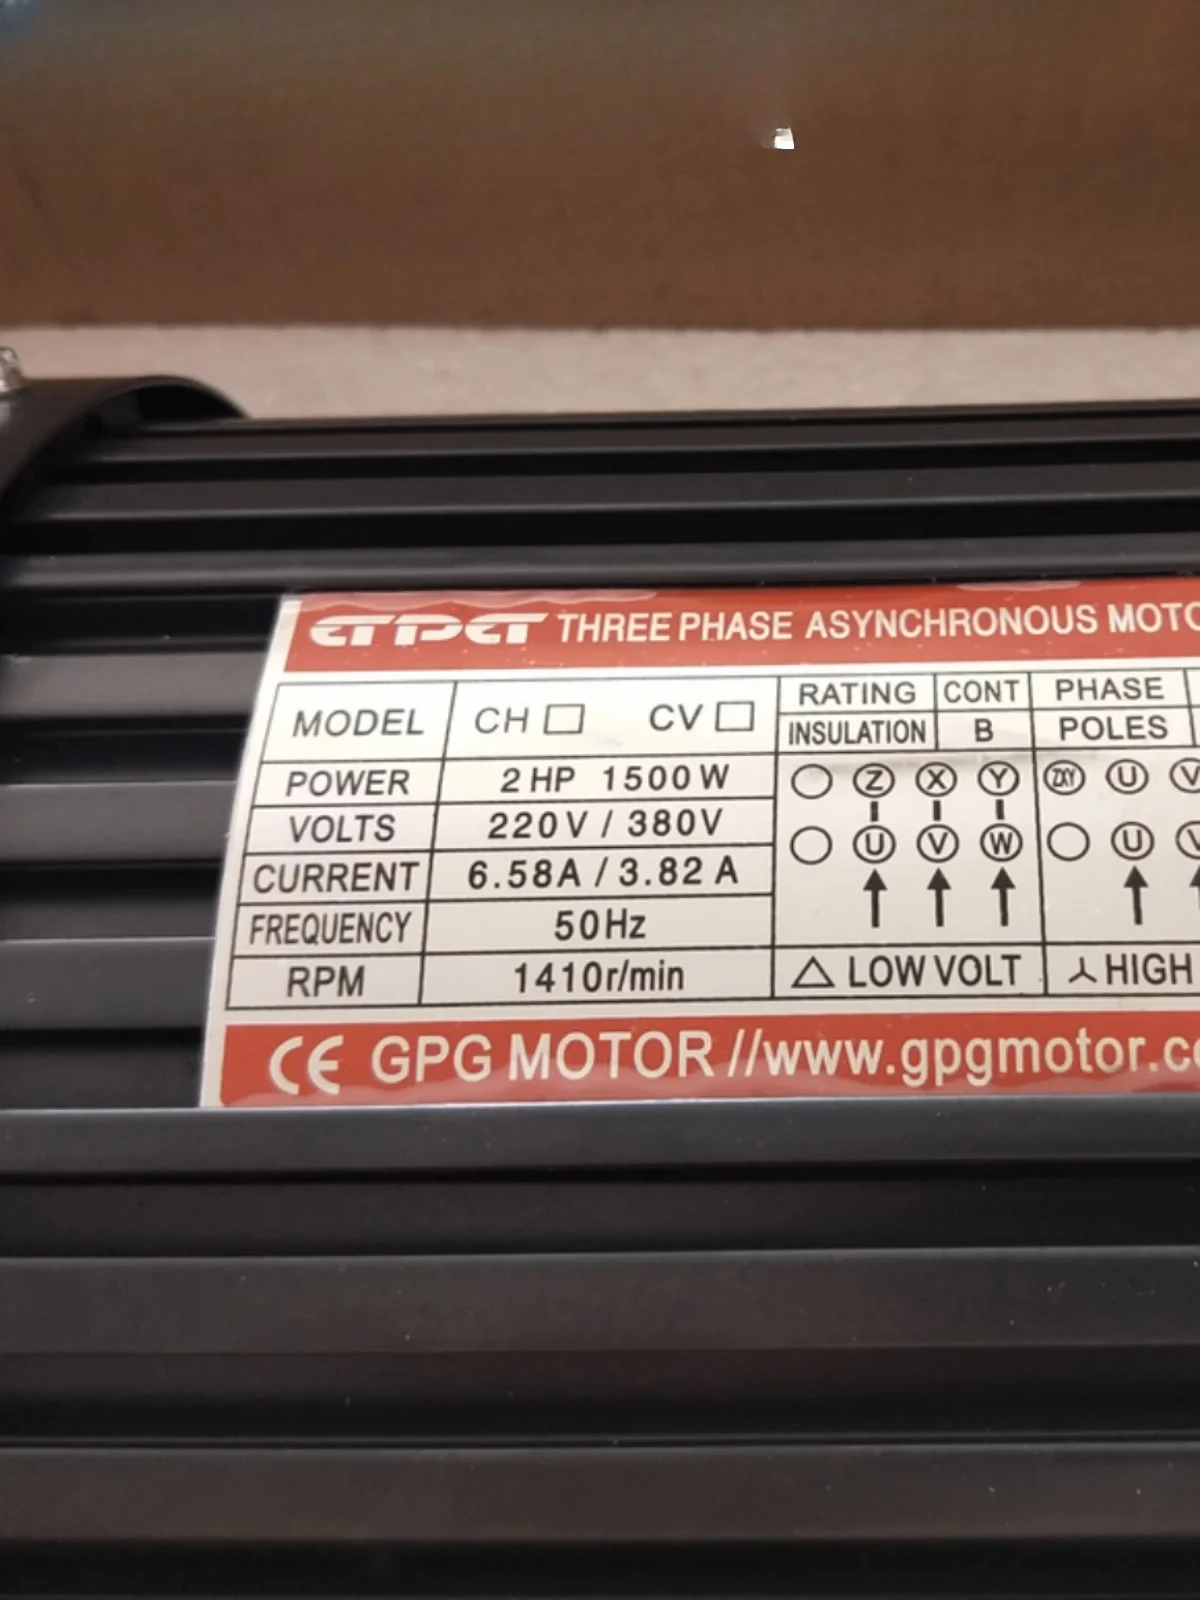 GPG THREE PHASE ASYNCHRONOUS MOTO
MODEL CH CV RATING CONT PHASE
INSULATION B POLES
POWER 2 HP 1500 W Z X Y ZXY U V
VOLTS 220V / 380V U V W U V
CURRENT 6.58A / 3.82 A
FREQUENCY 50Hz
RPM 1410r/min △ LOW VOLT ⅄ HIGH
CE GPG MOTOR //www.gpgmotor.co